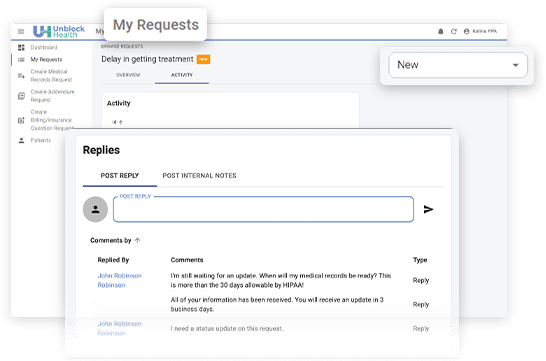 My Requests
Unblock
Health
My
Kalina PPA
New
Dashboard
My Requests
Create Medical
Records Request
Create Addendum
Request
Create
Billing/Insurance
Question Request
Patients
BROWSE REQUESTS
Delay in getting treatment
new
OVERVIEW
ACTIVITY
Activity
Id ↑
Replies
POST REPLY
POST INTERNAL NOTES
POST REPLY
Comments by ↑
Replied By
Comments
Type
John Robinson
Robinson
I'm still waiting for an update. When will my medical records be ready? This
is more than the 30 days allowable by HIPAA!
Reply
All of your information has been received. You will receive an update in 3
business days.
Reply
John Robinson
Robinson
I need a status update on this request.
Reply